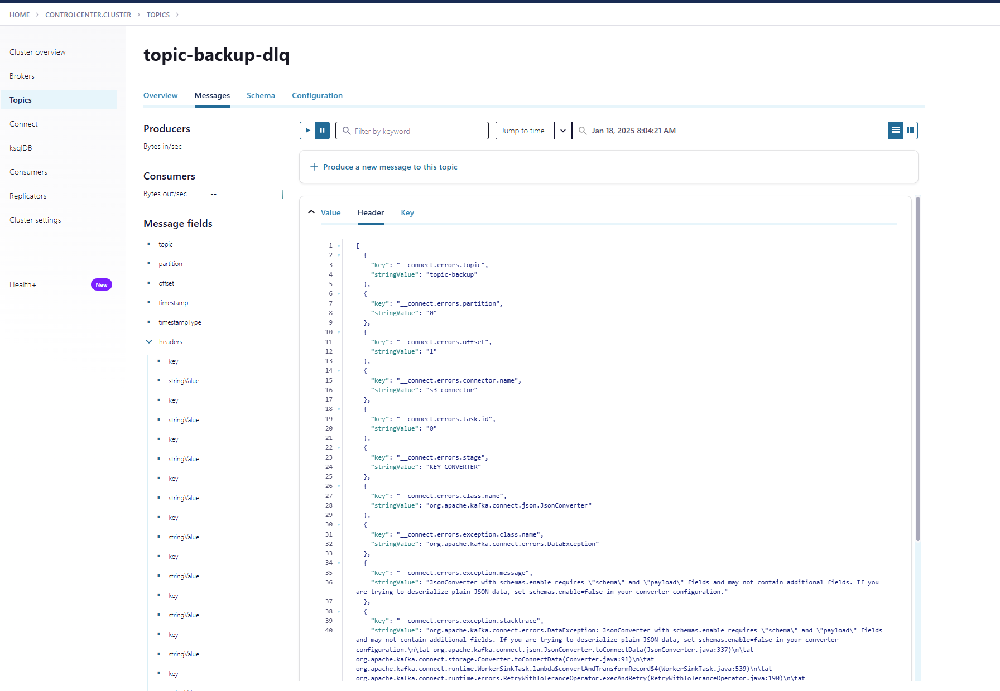 HOME > CONTROLCENTER.CLUSTER > TOPICS >
Cluster overview
Brokers
Topics
Connect
ksqlDB
Consumers
Replicators
Cluster settings
Health+ New
topic-backup-dlq
Overview Messages Schema Configuration
Producers
Bytes in/sec --
Consumers
Bytes out/sec --
Message fields
topic
partition
offset
timestamp
timestampType
headers
key
stringValue
key
stringValue
key
stringValue
key
stringValue
key
stringValue
key
stringValue
key
stringValue
key
stringValue
key
Filter by keyword Jump to time Jan 18, 2025 8:04:21 AM
+ Produce a new message to this topic
Value Header Key
1 [
2 {
3 "key": "__connect.errors.topic",
4 "stringValue": "topic-backup"
5 },
6 {
7 "key": "__connect.errors.partition",
8 "stringValue": "0"
9 },
10 {
11 "key": "__connect.errors.offset",
12 "stringValue": "1"
13 },
14 {
15 "key": "__connect.errors.connector.name",
16 "stringValue": "s3-connector"
17 },
18 {
19 "key": "__connect.errors.task.id",
20 "stringValue": "0"
21 },
22 {
23 "key": "__connect.errors.stage",
24 "stringValue": "KEY_CONVERTER"
25 },
26 {
27 "key": "__connect.errors.class.name",
28 "stringValue": "org.apache.kafka.connect.json.JsonConverter"
29 },
30 {
31 "key": "__connect.errors.exception.class.name",
32 "stringValue": "org.apache.kafka.connect.errors.DataException"
33 },
34 {
35 "key": "__connect.errors.exception.message",
36 "stringValue": "JsonConverter with schemas.enable requires \"schema\" and \"payload\" fields and may not contain additional fields. If you
are trying to deserialize plain JSON data, set schemas.enable=false in your converter configuration."
37 },
38 {
39 "key": "__connect.errors.exception.stacktrace",
40 "stringValue": "org.apache.kafka.connect.errors.DataException: JsonConverter with schemas.enable requires \"schema\" and \"payload\" fields
and may not contain additional fields. If you are trying to deserialize plain JSON data, set schemas.enable=false in your converter
configuration.\n\tat org.apache.kafka.connect.json.JsonConverter.toConnectData(JsonConverter.java:337)\n\tat
org.apache.kafka.connect.storage.Converter.toConnectData(Converter.java:91)\n\tat
org.apache.kafka.connect.runtime.WorkerSinkTask.lambda$convertAndTransformRecord$4(WorkerSinkTask.java:539)\n\tat
org.apache.kafka.connect.runtime.errors.RetryWithToleranceOperator.execAndRetry(RetryWithToleranceOperator.java:190)\n\tat